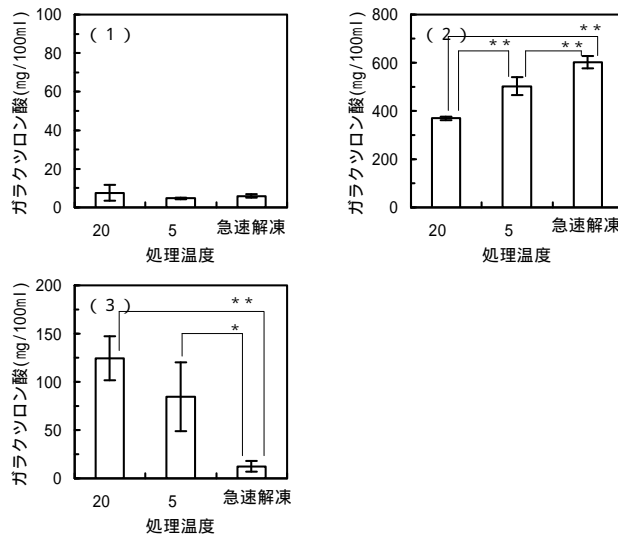 ガラクツロン酸(mg/100ml)
100
80
60
40
20
0
(1)
20 5 急速解凍
処理温度
ガラクツロン酸(mg/100ml)
800
600
400
200
0
(2)
**
** **
20 5 急速解凍
処理温度
ガラクツロン酸(mg/100ml)
200
150
100
50
0
(3)
**
*
20 5 急速解凍
処理温度